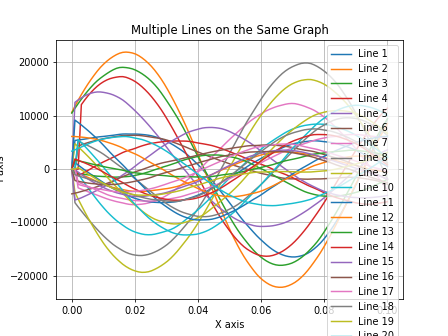 Multiple Lines on the Same Graph
20000
10000
0
−10000
−20000
0.00
0.02
0.04
0.06
X axis
Line 1
Line 2
Line 3
Line 4
Line 5
Line 6
Line 7
Line 8
Line 9
Line 10
Line 11
Line 12
Line 13
Line 14
Line 15
Line 16
Line 17
Line 18
Line 19
Line 20